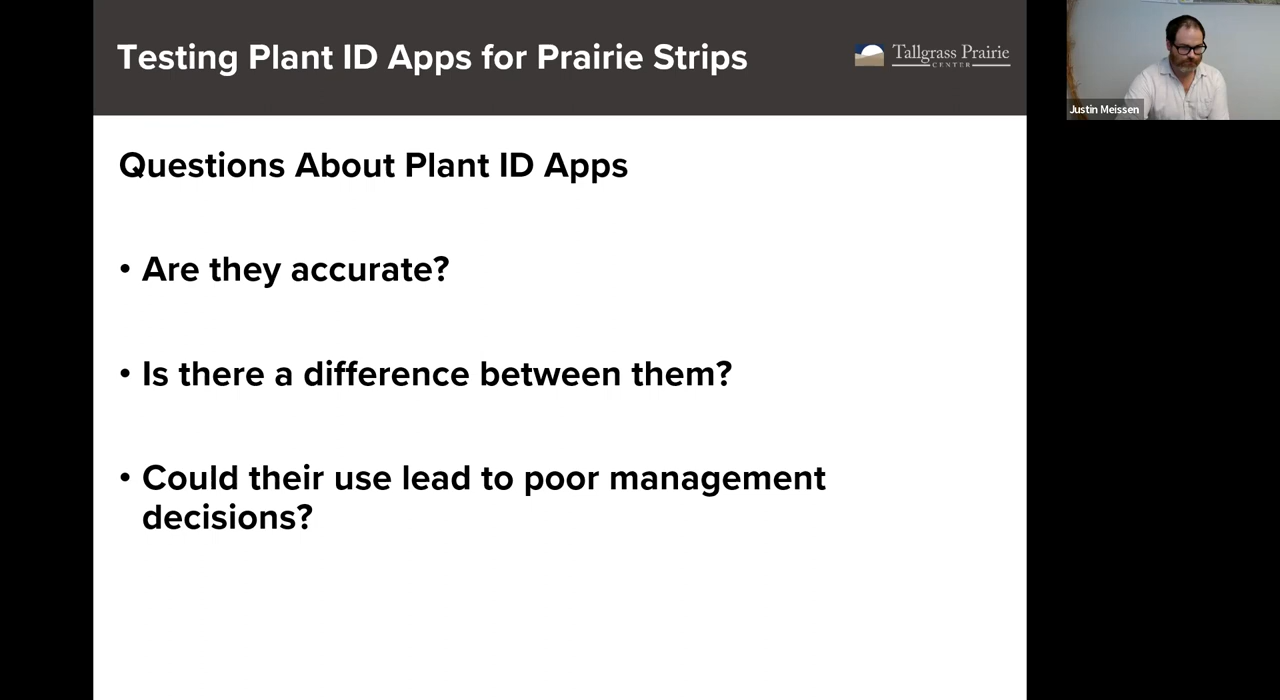 Testing Plant ID Apps for Prairie Strips
Tallgrass Prairie
CENTER
Justin Meissen
Questions About Plant ID Apps
• Are they accurate?
• Is there a difference between them?
• Could their use lead to poor management
decisions?